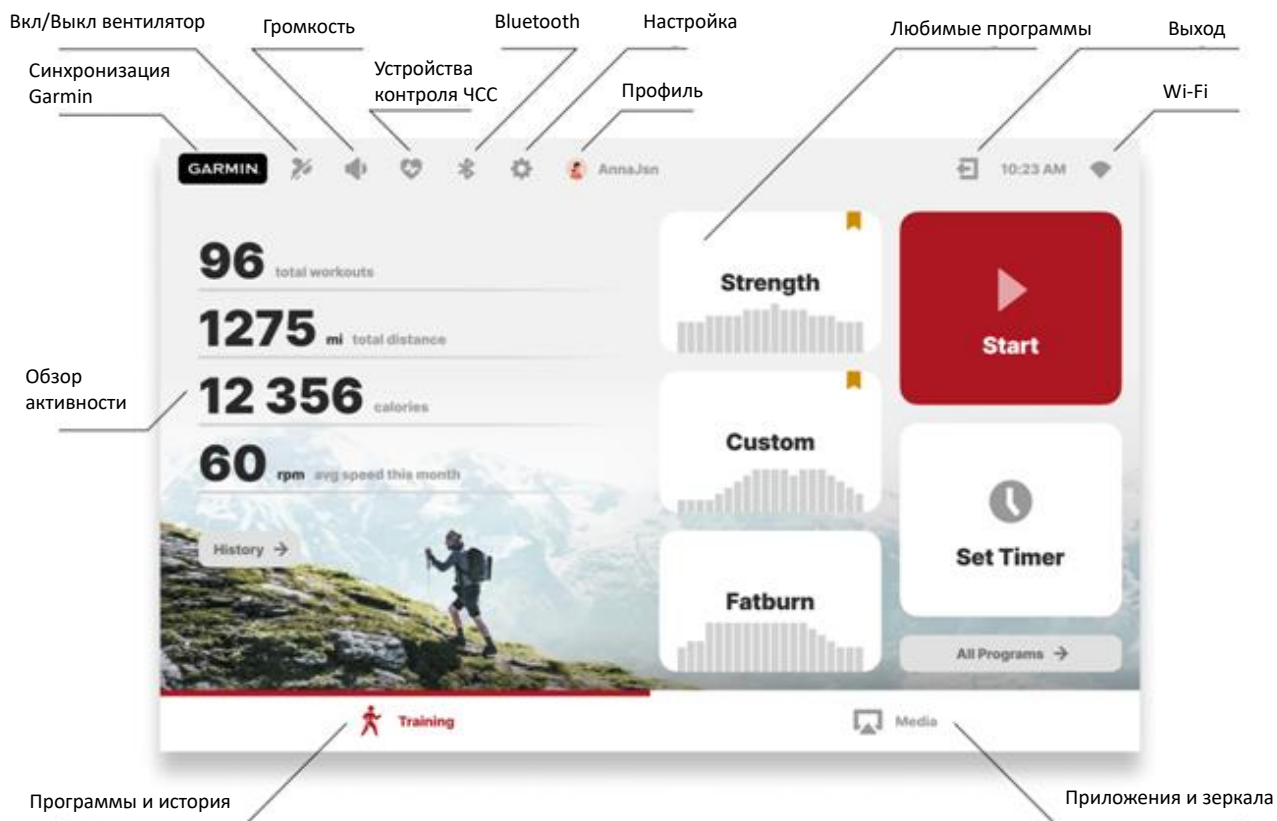 Вкл/Выкл вентилятор
Громкость
Bluetooth
Настройка
Любимые программы
Выход
Синхронизация
Garmin
Устройства
контроля ЧСС
Профиль
Wi-Fi
GARMIN
AnnaJsn
10:23 AM
96 total workouts
1275 mi total distance
12 356 calories
60 rpm avg speed this month
History →
Обзор
активности
Strength
Custom
Fatburn
Start
Set Timer
All Programs →
Training
Media
Программы и история
Приложения и зеркала